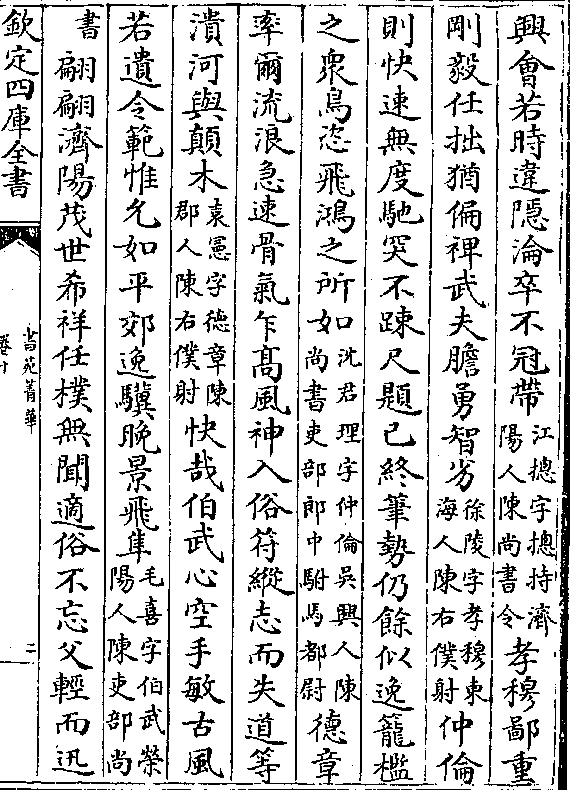 興會若時違隱淪卒不冠帶江摠字摠持濟陽人陳尚書令孝穆鄙重
剛毅任拙猶偏裨武夫膽勇智劣徐陵字孝穆東海人陳右僕射仲倫
則快速無度馳突不踈尺題已終筆勢仍餘似逸籠檻
之衆鳥恣飛鴻之所如沈君理字仲倫吳興人陳尚書吏部郎中駙馬都尉德章
率爾流浪急速骨氣乍髙風神入俗符縱志而失道等
潰河與顛木袁憲字德章陳郡人陳右僕射快哉伯武心空手敏古風
若遺令範惟允如平郊逸驥晚景飛隼毛喜字伯武滎陽人陳吏部尚
書翩翩濟陽茂世希祥任樸無聞適俗不忘父輕而迅
欽定四庫全書
書苑菁華
卷十
二